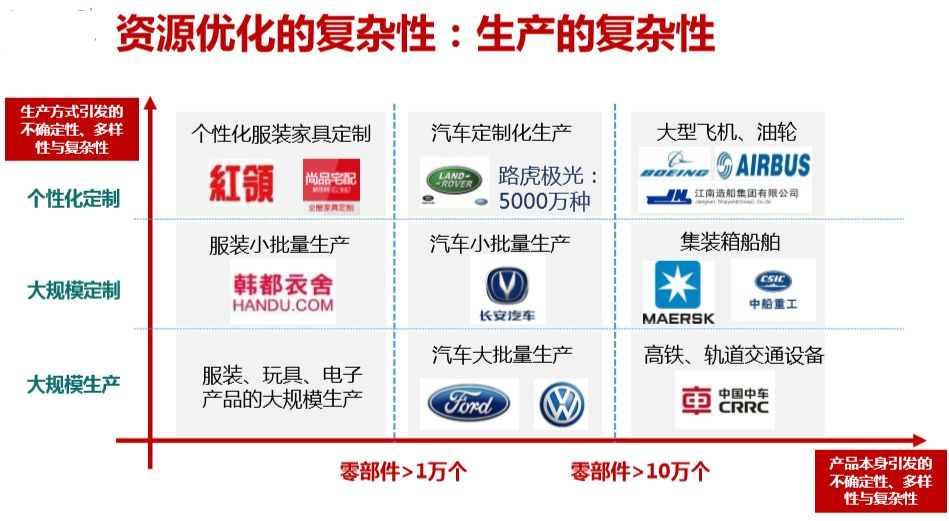 资源优化的复杂性：生产的复杂性
生产方式引发的
不确定性、多样
性与复杂性
个性化定制
大规模定制
大规模生产
个性化服装家具定制
紅領
尚品宅配
全屋家具定制
汽车定制化生产
LAND-
ROVER
路虎极光：
5000万种
大型飞机、油轮
BOEING
AIRBUS
JN
江南造船集团有限公司
服装小批量生产
韩都衣舍
HANDU.COM
汽车小批量生产
长安汽车
集装箱船舶
MAERSK
CSIC
中船重工
服装、玩具、电子
产品的大规模生产
汽车大批量生产
Ford
高铁、轨道交通设备
中国中车
CRRC
零部件>1万个
零部件>10万个
产品本身引发的
不确定性、多样
性与复杂性